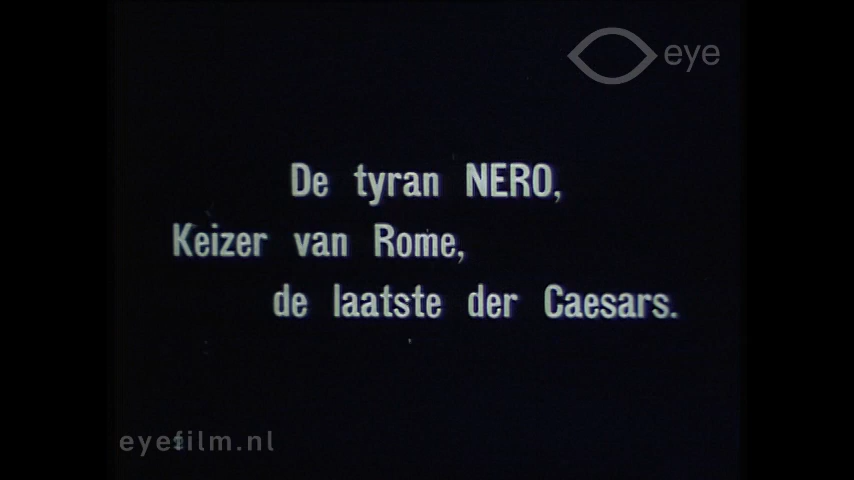 eye
De tyran NERO,
Keizer van Rome,
de laatste der Caesars.
eyefilm.nl